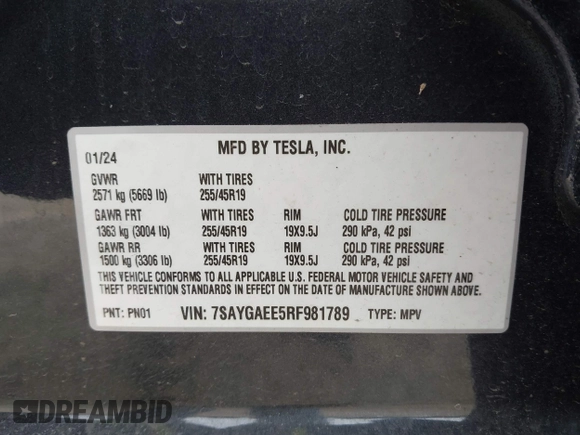 MFD BY TESLA, INC.
01/24
GVWR WITH TIRES
2571 kg (5669 lb) 255/45R19
GAWR FRT WITH TIRES RIM COLD TIRE PRESSURE
1363 kg (3004 lb) 255/45R19 19X9.5J 290 kPa, 42 psi
GAWR RR WITH TIRES RIM COLD TIRE PRESSURE
1500 kg (3306 lb) 255/45R19 19X9.5J 290 kPa, 42 psi
THIS VEHICLE CONFORMS TO ALL APPLICABLE U.S. FEDERAL MOTOR VEHICLE SAFETY AND
THEFT PREVENTION STANDARDS IN EFFECT ON THE DATE OF MANUFACTURE SHOWN ABOVE.
PNT: PN01 VIN: 7SAYGAEE5RF981789 TYPE: MPV
DREAMBID